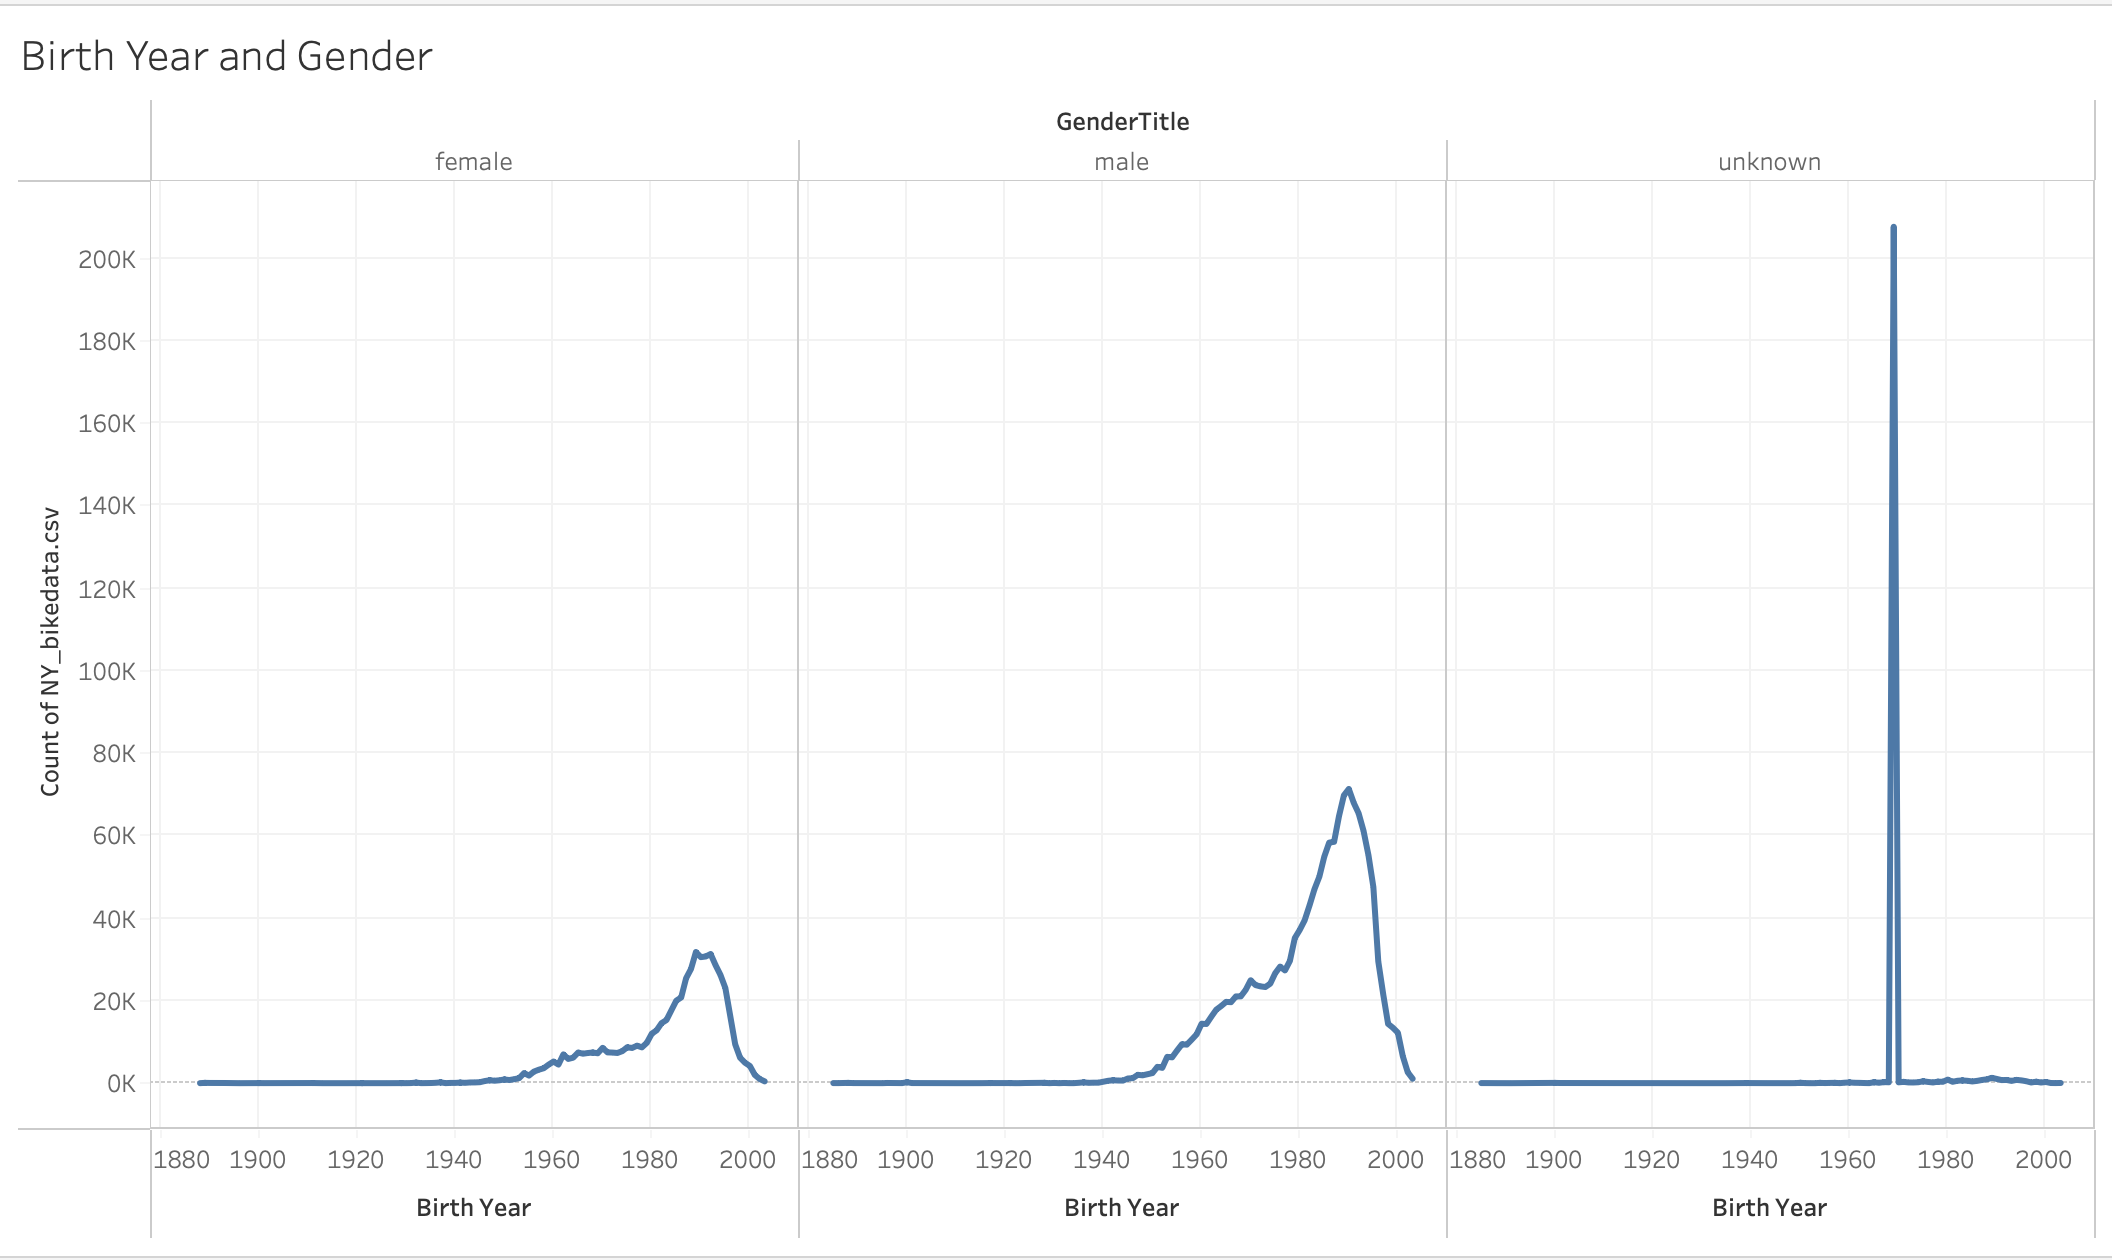 Birth Year and Gender
GenderTitle
female male unknown
Count of NY_bikedata.csv
200K
180K
160K
140K
120K
100K
80K
60K
40K
20K
0K
1880 1900 1920 1940 1960 1980 2000 1880 1900 1920 1940 1960 1980 2000 1880 1900 1920 1940 1960 1980 2000
Birth Year Birth Year Birth Year